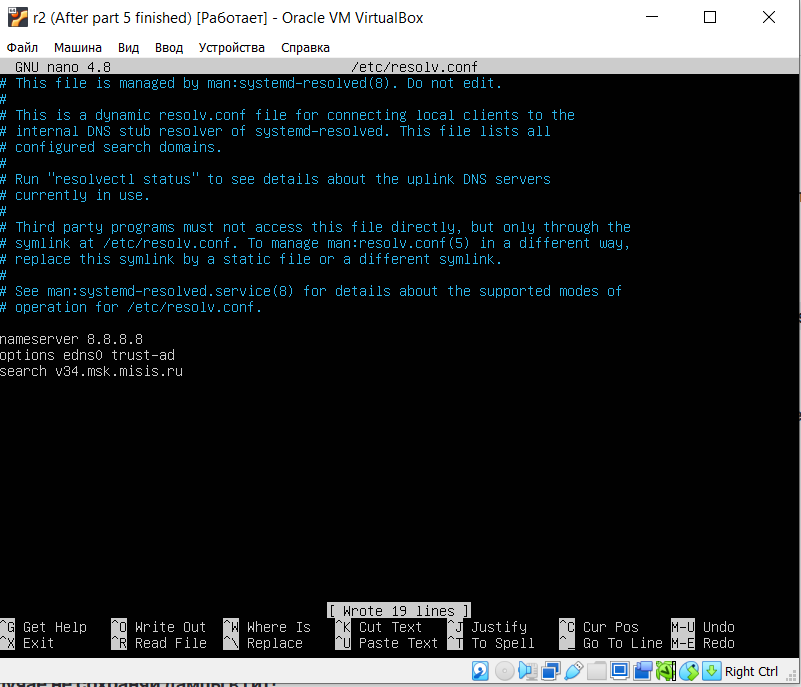 r2 (After part 5 finished) [Работает] - Oracle VM VirtualBox
Файл Машина Вид Ввод Устройства Справка
GNU nano 4.8 /etc/resolv.conf
# This file is managed by man:systemd-resolved(8). Do not edit.
#
# This is a dynamic resolv.conf file for connecting local clients to the
# internal DNS stub resolver of systemd-resolved. This file lists all
# configured search domains.
#
# Run "resolvectl status" to see details about the uplink DNS servers
# currently in use.
#
# Third party programs must not access this file directly, but only through the
# symlink at /etc/resolv.conf. To manage man:resolv.conf(5) in a different way,
# replace this symlink by a static file or a different symlink.
#
# See man:systemd-resolved.service(8) for details about the supported modes of
# operation for /etc/resolv.conf.
nameserver 8.8.8.8
options edns0 trust-ad
search v34.msk.misis.ru
[ Wrote 19 lines ]
^G Get Help ^O Write Out ^W Where Is ^K Cut Text ^J Justify ^C Cur Pos M-U Undo
^X Exit ^R Read File ^\ Replace ^U Paste Text ^T To Spell ^_ Go To Line M-E Redo
Right Ctrl